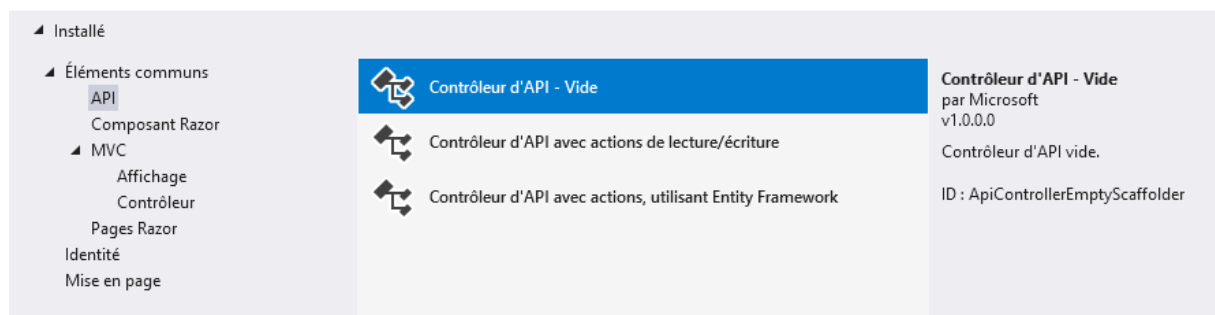 Installé
Éléments communs
API
Composant Razor
MVC
Affichage
Contrôleur
Pages Razor
Identité
Mise en page
Contrôleur d'API - Vide
Contrôleur d'API avec actions de lecture/écriture
Contrôleur d'API avec actions, utilisant Entity Framework
Contrôleur d'API - Vide
par Microsoft
v1.0.0.0
Contrôleur d'API vide.
ID : ApiControllerEmptyScaffolder